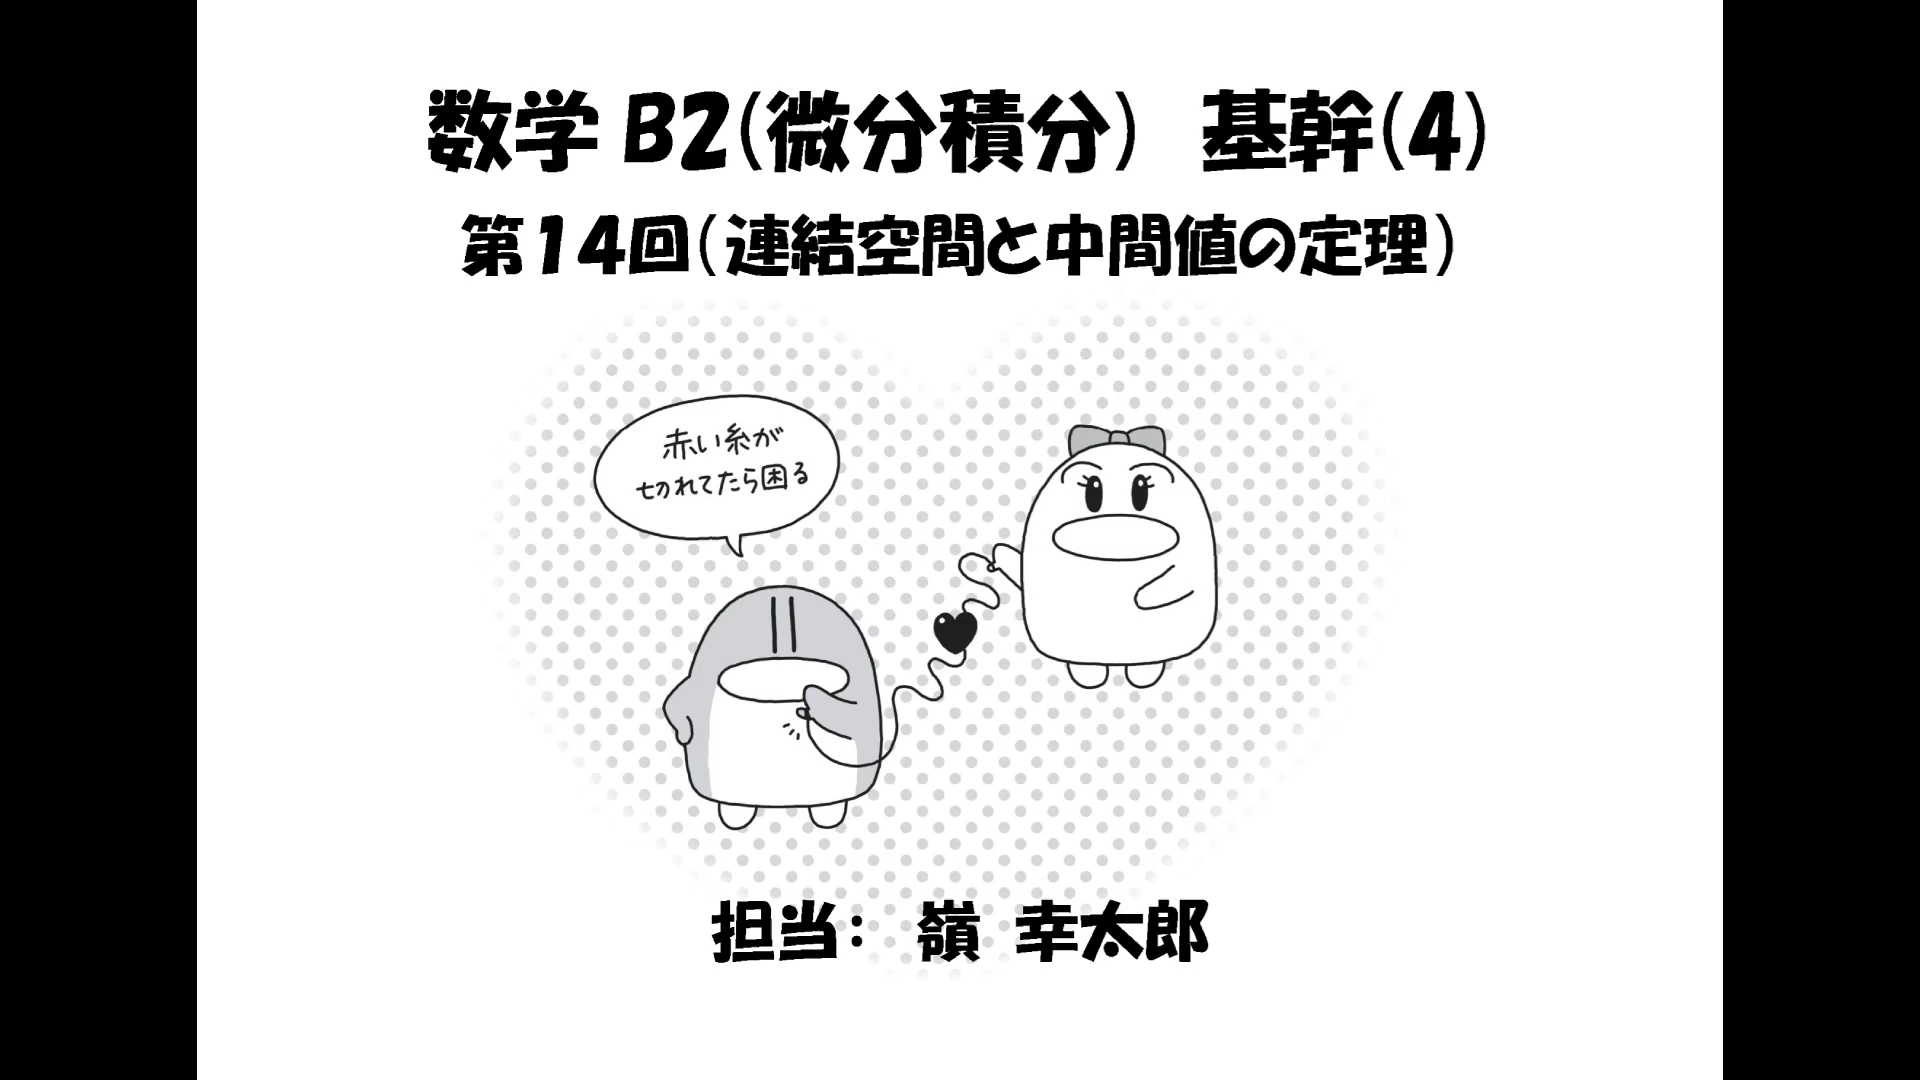 数学 B2(微分積分) 基幹(4)
第14回(連結空間と中間値の定理)
赤い糸が
切れてたら困る
担当: 嶺 幸太郎